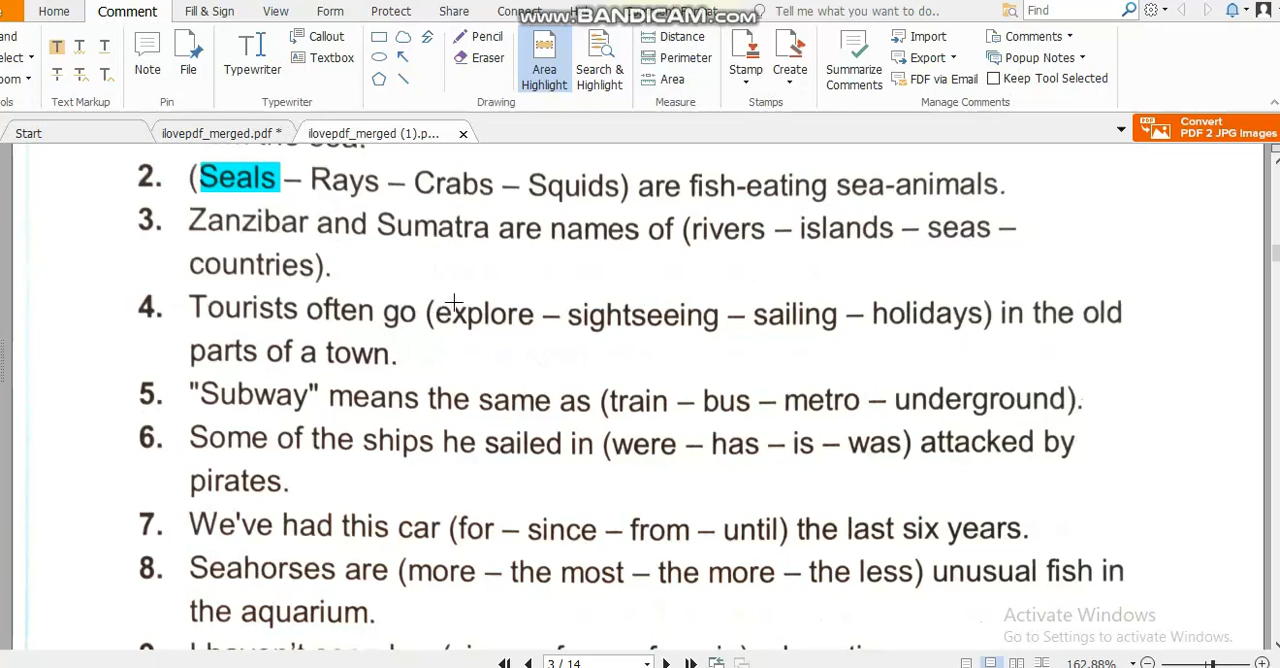 www.BANDICAM.com
Home Comment Fill & Sign View Form Protect Share Tell me what you want to do.. Find
Callout Pencil Distance Import Comments
Typewriter Textbox Eraser Perimeter Export Popup Notes
Note File Area Highlight Search & Highlight Area Stamp Create Summarize Comments FDF via Email Keep Tool Selected
Text Markup Pin Typewriter Drawing Measure Stamps Manage Comments
Start ilovepdf_merged.pdf * ilovepdf_merged (1).p... Convert
PDF 2 JPG Images
2. (Seals – Rays – Crabs – Squids) are fish-eating sea-animals.
3. Zanzibar and Sumatra are names of (rivers – islands – seas –
countries).
4. Tourists often go (explore – sightseeing – sailing – holidays) in the old
parts of a town.
5. "Subway" means the same as (train – bus – metro – underground).
6. Some of the ships he sailed in (were – has – is – was) attacked by
pirates.
7. We've had this car (for – since – from – until) the last six years.
8. Seahorses are (more – the most – the more – the less) unusual fish in
the aquarium.
Activate Windows
Go to Settings to activate Windows.
3 / 14 162.88%